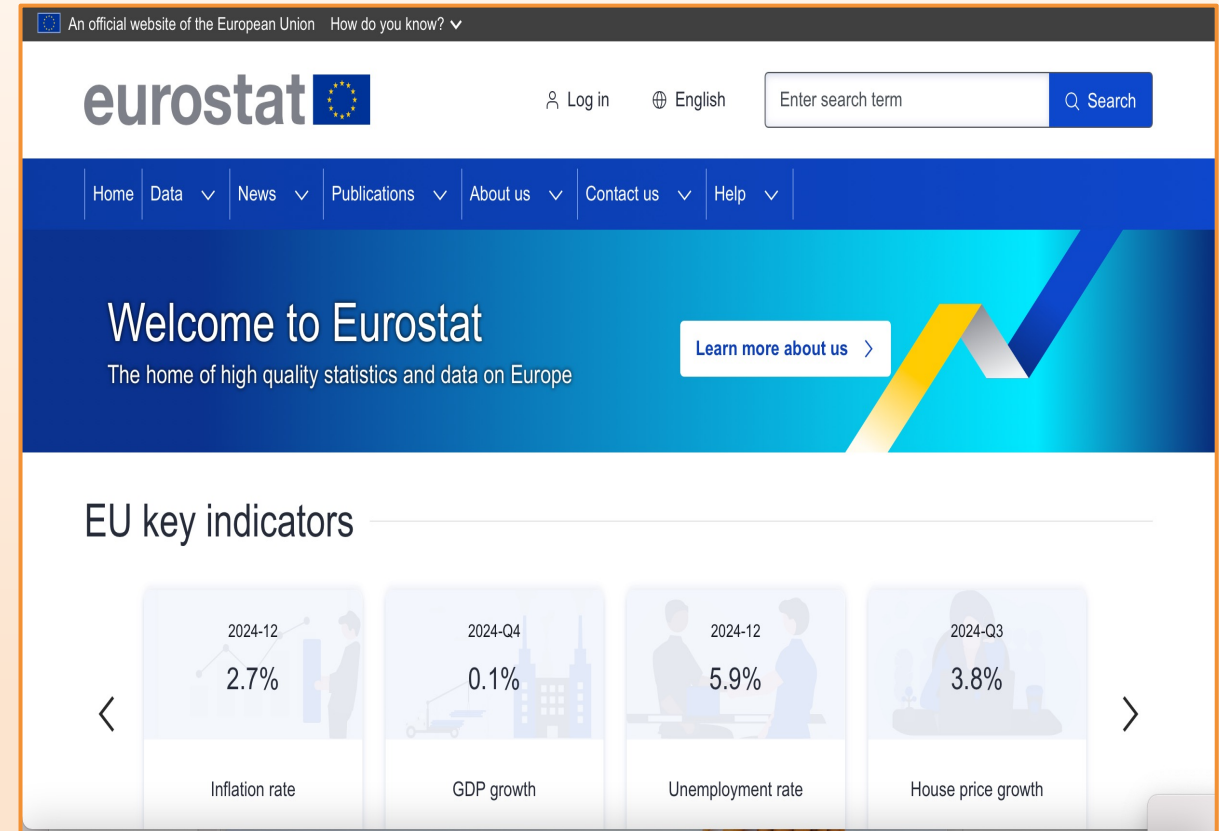 An official website of the European Union How do you know?
eurostat
Log in English Enter search term Search
Home Data News Publications About us Contact us Help
Welcome to Eurostat
The home of high quality statistics and data on Europe
Learn more about us
EU key indicators
2024-12 2024-Q4 2024-12 2024-Q3
2.7% 0.1% 5.9% 3.8%
Inflation rate GDP growth Unemployment rate House price growth